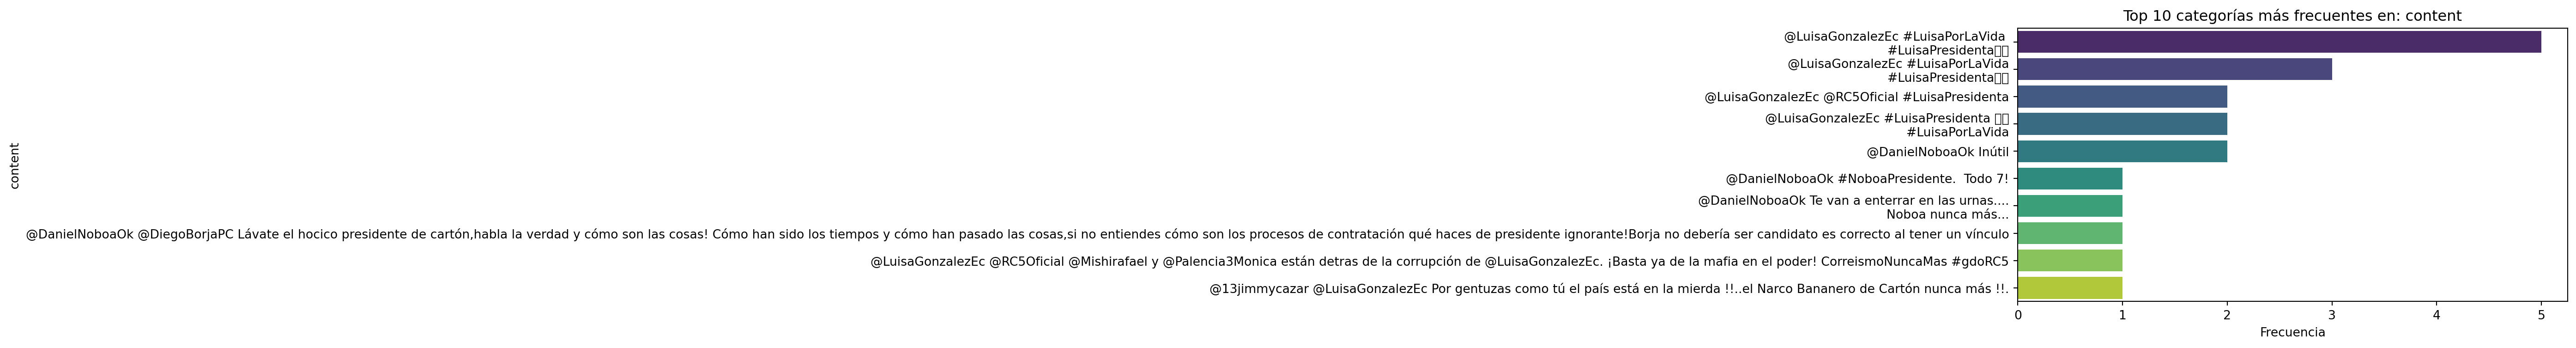 Top 10 categorías más frecuentes en: content
@LuisaGonzalezEc #LuisaPorLaVida
#LuisaPresidenta
@LuisaGonzalezEc #LuisaPorLaVida
#LuisaPresidenta
@LuisaGonzalezEc @RC5Oficial #LuisaPresidenta
@LuisaGonzalezEc #LuisaPresidenta
#LuisaPorLaVida
@DanielNoboaOk Inútil
@DanielNoboaOk #NoboaPresidente.  Todo 7!
@DanielNoboaOk Te van a enterrar en las urnas....
Noboa nunca más...
@DanielNoboaOk @DiegoBorjaPC Lávate el hocico presidente de cartón,habla la verdad y cómo son las cosas! Cómo han sido los tiempos y cómo han pasado las cosas,si no entiendes cómo son los procesos de contratación qué haces de presidente ignorante!Borja no debería ser candidato es correcto al tener un vínculo
@LuisaGonzalezEc @RC5Oficial @Mishirafael y @Palencia3Monica están detras de la corrupción de @LuisaGonzalezEc. ¡Basta ya de la mafia en el poder! CorreismoNuncaMas #gdoRC5
@13jimmycazar @LuisaGonzalezEc Por gentuzas como tú el país está en la mierda !!..el Narco Bananero de Cartón nunca más !!.
content
0 1 2 3 4 5
Frecuencia